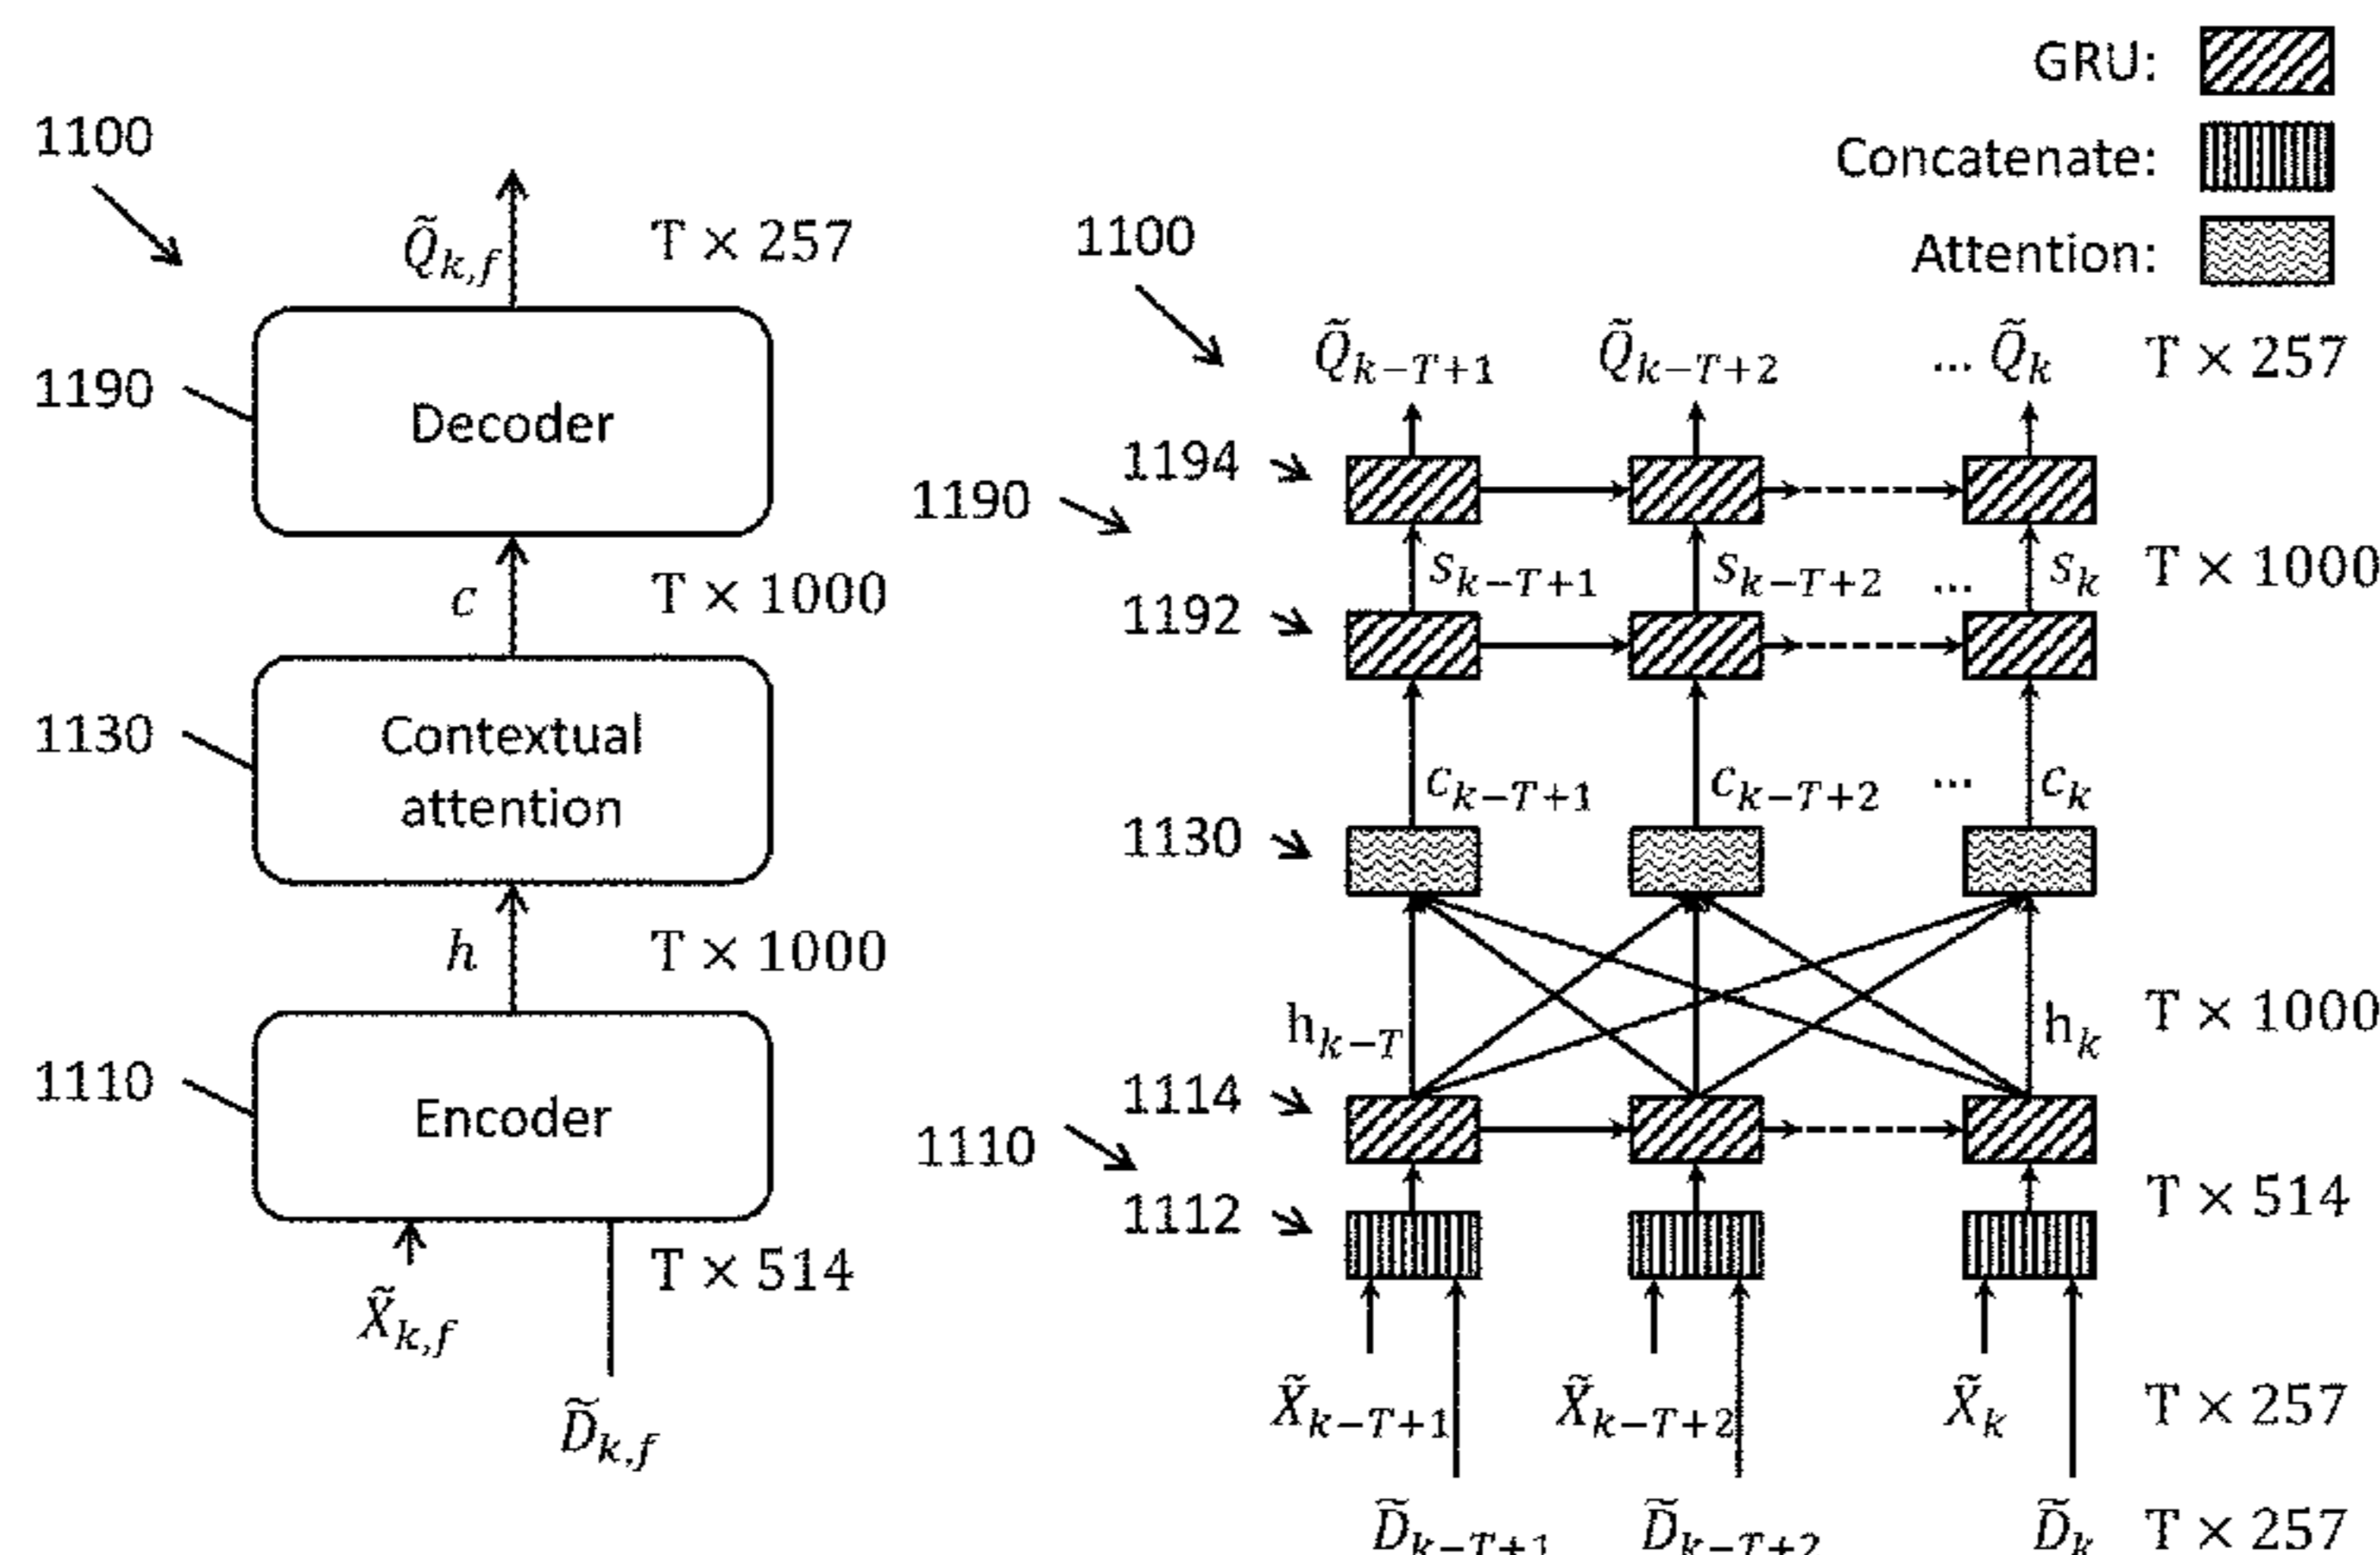 GRU:
Concatenate:
Attention:
1100
Q̃ₖ,f T × 257
1190
Decoder
c T × 1000
1130
Contextual
attention
h T × 1000
1110
Encoder
T × 514
X̃ₖ,f
D̃ₖ,f
1100
Q̃ₖ₋T₊₁ Q̃ₖ₋T₊₂ ... Q̃ₖ T × 257
1194
1190
sₖ₋T₊₁ sₖ₋T₊₂ ... sₖ T × 1000
1192
cₖ₋T₊₁ cₖ₋T₊₂ ... cₖ
1130
hₖ₋T hₖ T × 1000
1114
1110
T × 514
1112
X̃ₖ₋T₊₁ X̃ₖ₋T₊₂ X̃ₖ T × 257
D̃ₖ₋T₊₁ D̃ₖ₋T₊₂ D̃ₖ T × 257